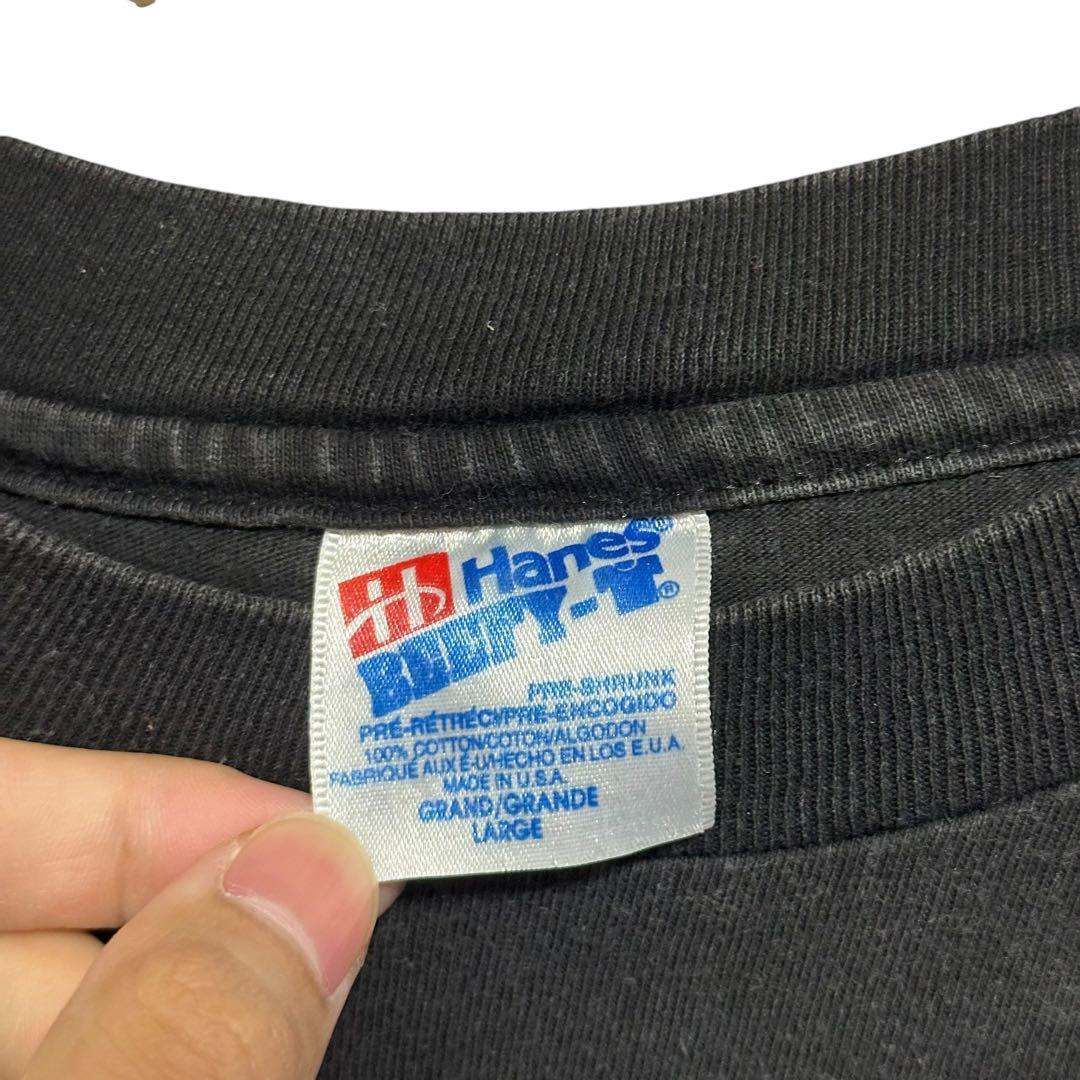 Hanes®
BEEFY-T®
PRE-SHRUNK
PRÉ-RÉTRÉCI/PRE-ENCOGIDO
100% COTTON/COTON/ALGODON
FABRIQUE AUX É-U/HECHO EN LOS E.U.A.
MADE IN U.S.A.
GRAND/GRANDE
LARGE